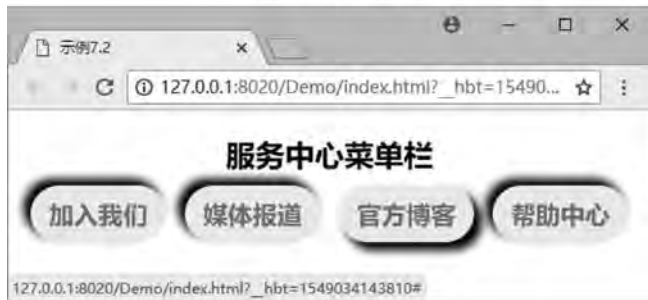 示例7.2
127.0.0.1:8020/Demo/index.html?__hbt=15490...
服务中心菜单栏
加入我们 媒体报道 官方博客 帮助中心
127.0.0.1:8020/Demo/index.html?__hbt=1549034143810#